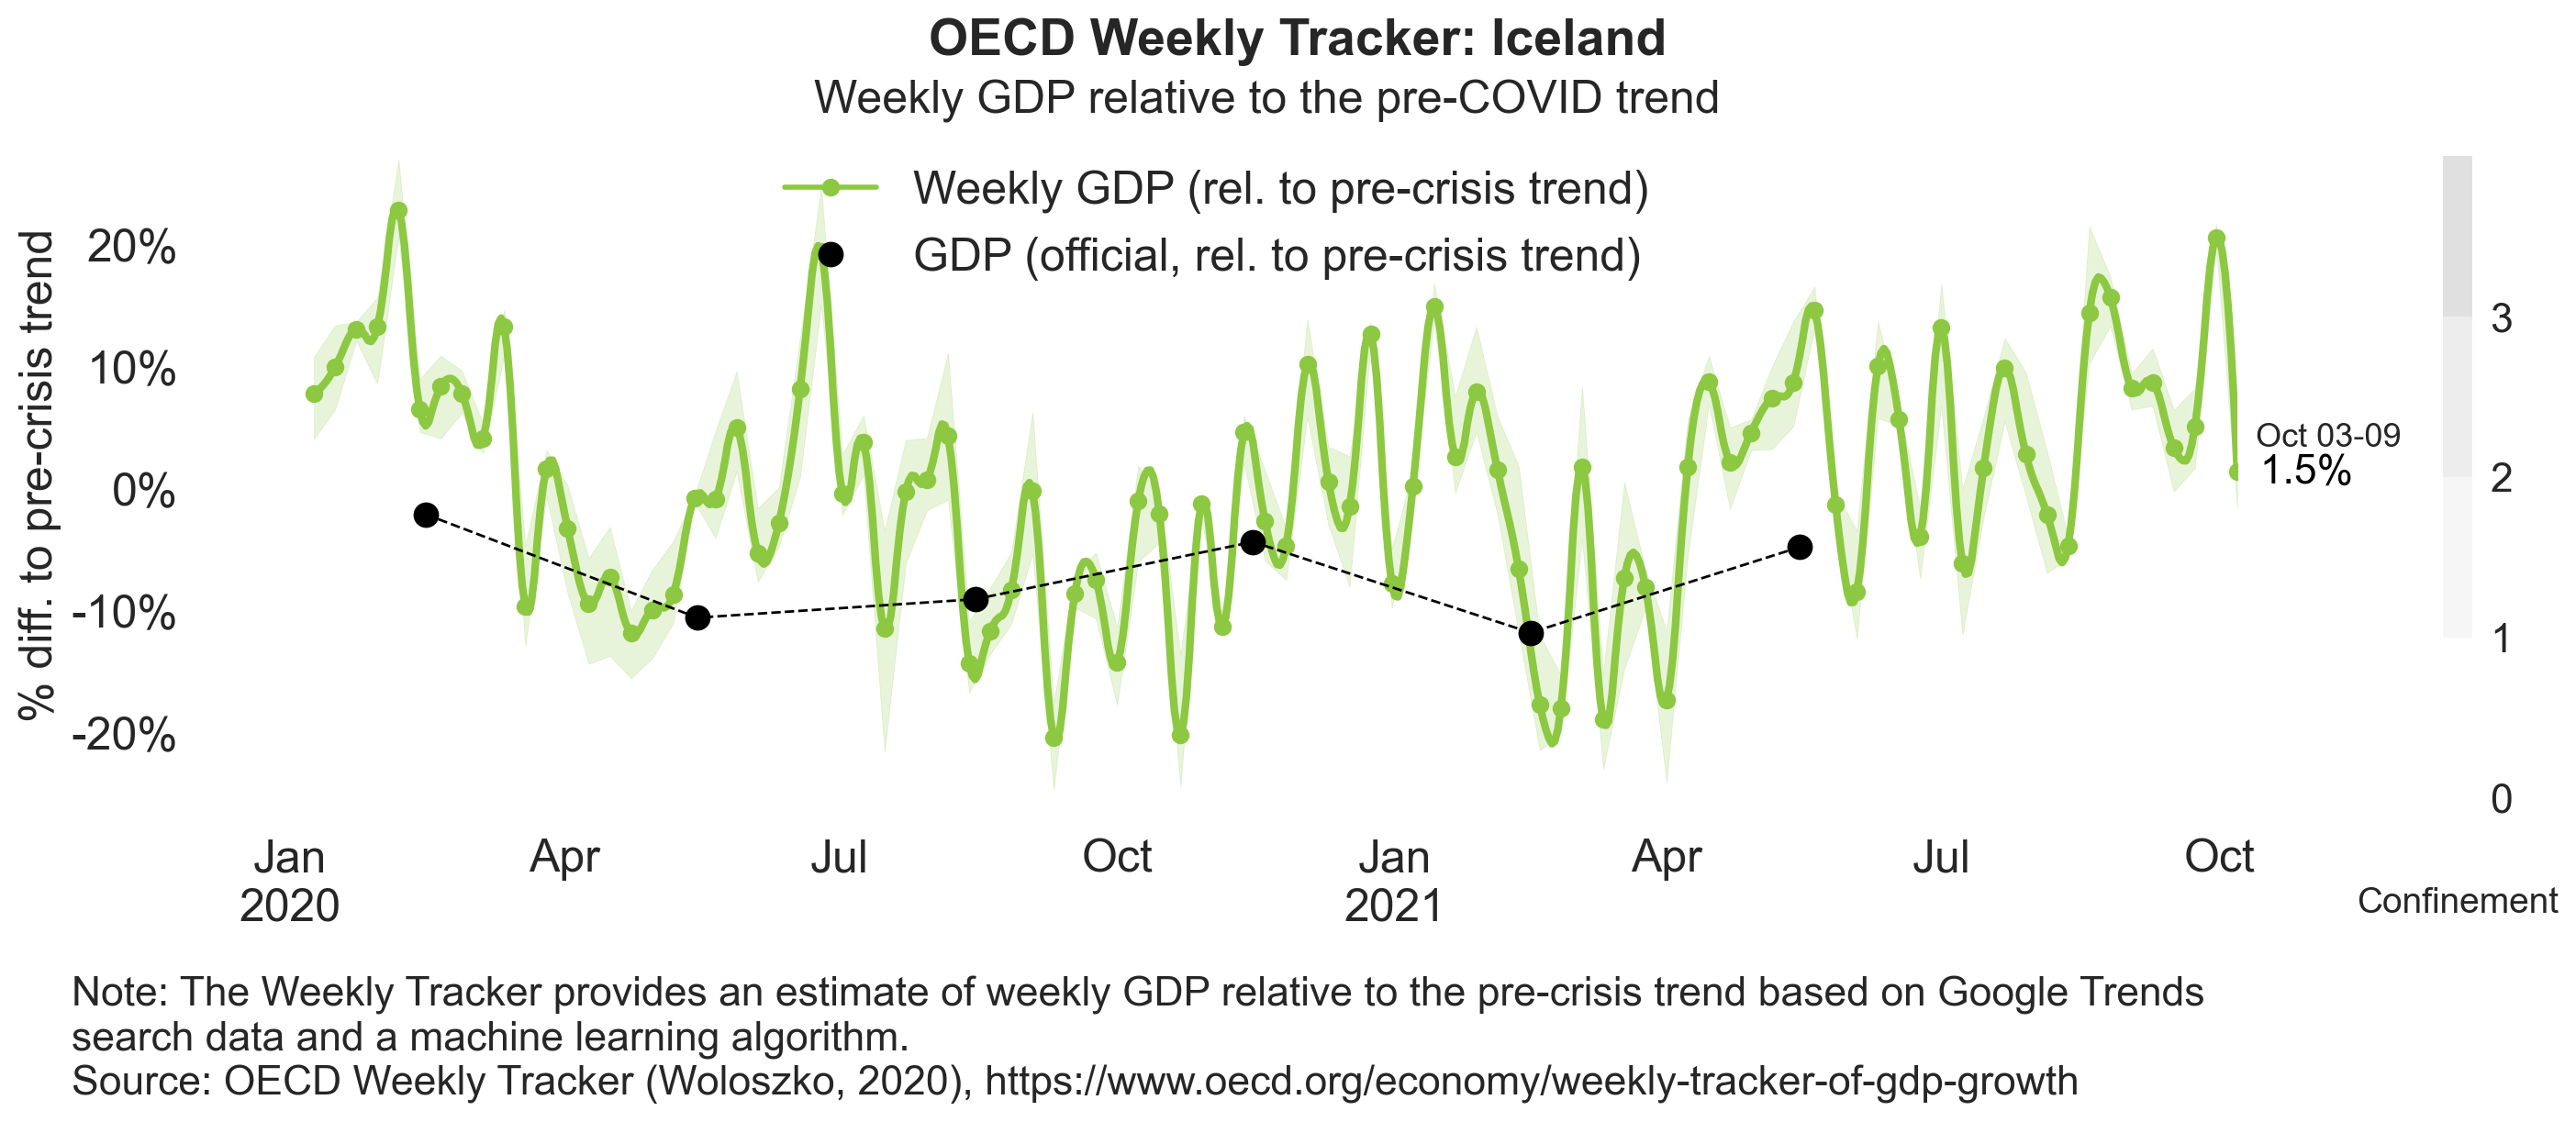 OECD Weekly Tracker: Iceland
Weekly GDP relative to the pre-COVID trend
Weekly GDP (rel. to pre-crisis trend)
GDP (official, rel. to pre-crisis trend)
% diff. to pre-crisis trend
20%
10%
0%
-10%
-20%
Oct 03-09
1.5%
3
2
1
0
Jan Apr Jul Oct Jan Apr Jul Oct
2020 2021
Confinement
Note: The Weekly Tracker provides an estimate of weekly GDP relative to the pre-crisis trend based on Google Trends
search data and a machine learning algorithm.
Source: OECD Weekly Tracker (Woloszko, 2020), https://www.oecd.org/economy/weekly-tracker-of-gdp-growth